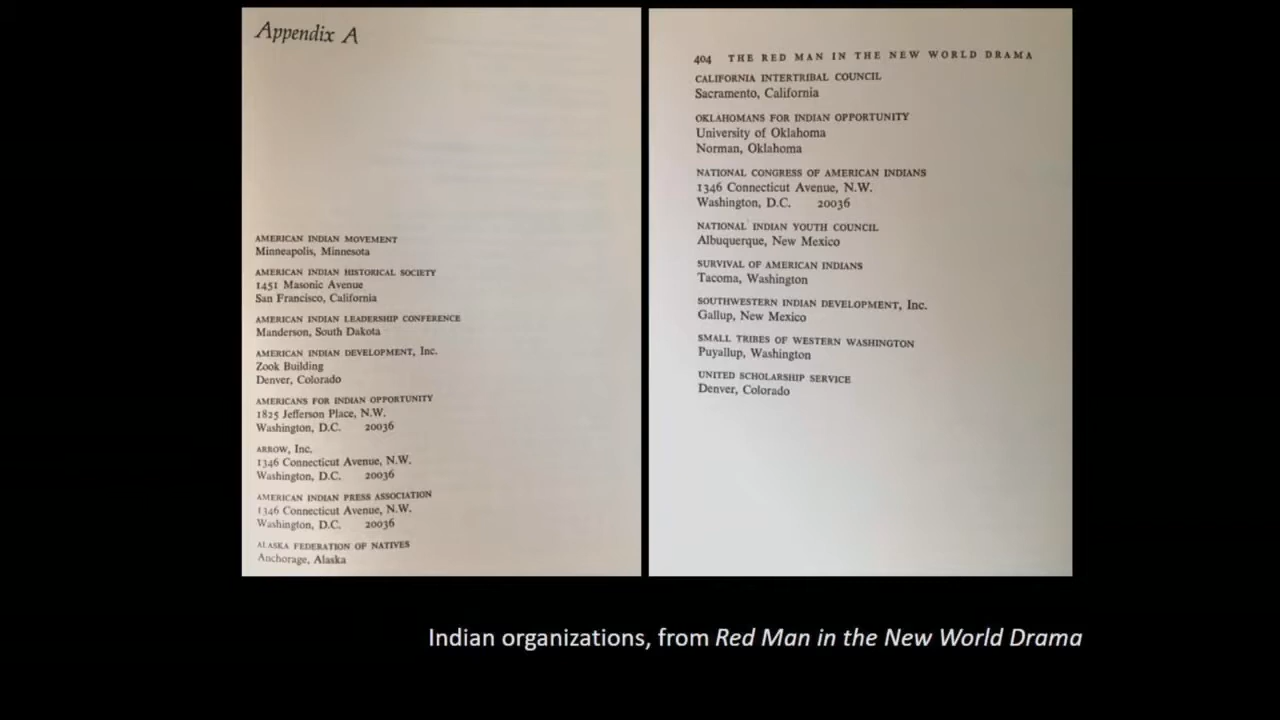 Appendix A
AMERICAN INDIAN MOVEMENT
Minneapolis, Minnesota
AMERICAN INDIAN HISTORICAL SOCIETY
1451 Masonic Avenue
San Francisco, California
AMERICAN INDIAN LEADERSHIP CONFERENCE
Manderson, South Dakota
AMERICAN INDIAN DEVELOPMENT, Inc.
Zook Building
Denver, Colorado
AMERICANS FOR INDIAN OPPORTUNITY
1825 Jefferson Place, N.W.
Washington, D.C. 20036
ARROW, Inc.
1346 Connecticut Avenue, N.W.
Washington, D.C. 20036
AMERICAN INDIAN PRESS ASSOCIATION
1346 Connecticut Avenue, N.W.
Washington, D.C. 20036
ALASKA FEDERATION OF NATIVES
Anchorage, Alaska
404 THE RED MAN IN THE NEW WORLD DRAMA
CALIFORNIA INTERTRIBAL COUNCIL
Sacramento, California
OKLAHOMANS FOR INDIAN OPPORTUNITY
University of Oklahoma
Norman, Oklahoma
NATIONAL CONGRESS OF AMERICAN INDIANS
1346 Connecticut Avenue, N.W.
Washington, D.C. 20036
NATIONAL INDIAN YOUTH COUNCIL
Albuquerque, New Mexico
SURVIVAL OF AMERICAN INDIANS
Tacoma, Washington
SOUTHWESTERN INDIAN DEVELOPMENT, Inc.
Gallup, New Mexico
SMALL TRIBES OF WESTERN WASHINGTON
Puyallup, Washington
UNITED SCHOLARSHIP SERVICE
Denver, Colorado
Indian organizations, from Red Man in the New World Drama